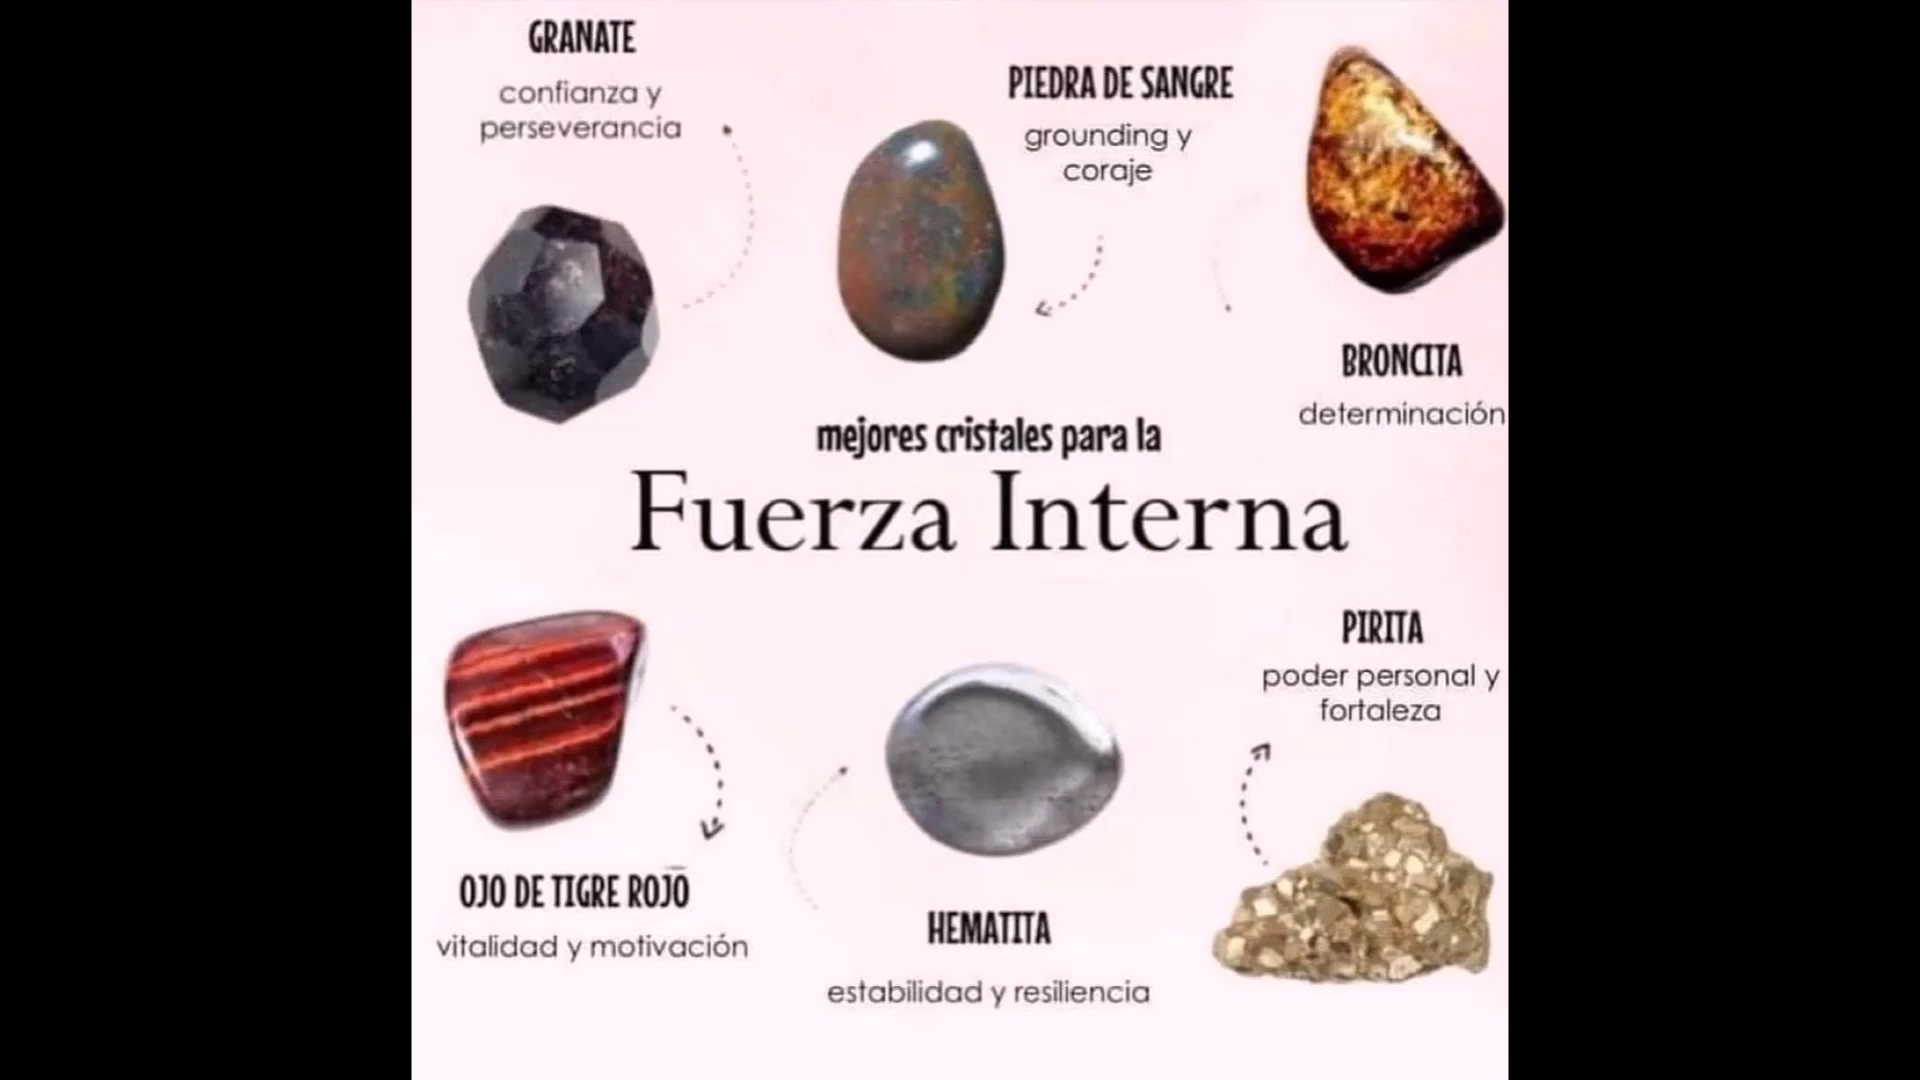 GRANATE
confianza y
perseverancia
PIEDRA DE SANGRE
grounding y
coraje
BRONCITA
determinación
mejores cristales para la
Fuerza Interna
OJO DE TIGRE ROJO
vitalidad y motivación
HEMATITA
estabilidad y resiliencia
PIRITA
poder personal y
fortaleza